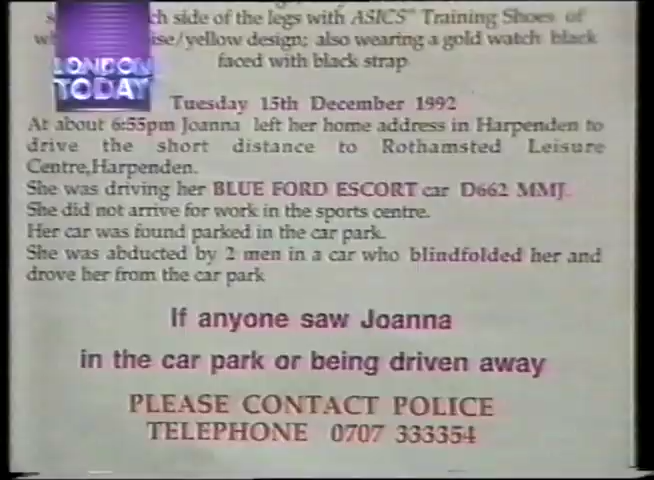 ch side of the legs with ASICS Training Shoes of
ise/yellow design; also wearing a gold watch black
faced with black strap
LONDON
TODAY
Tuesday 15th December 1992
At about 6:55pm Joanna left her home address in Harpenden to
drive the short distance to Rothamsted Leisure
Centre,Harpenden.
She was driving her BLUE FORD ESCORT car D662 MMJ.
She did not arrive for work in the sports centre.
Her car was found parked in the car park.
She was abducted by 2 men in a car who blindfolded her and
drove her from the car park
If anyone saw Joanna
in the car park or being driven away
PLEASE CONTACT POLICE
TELEPHONE 0707 333354